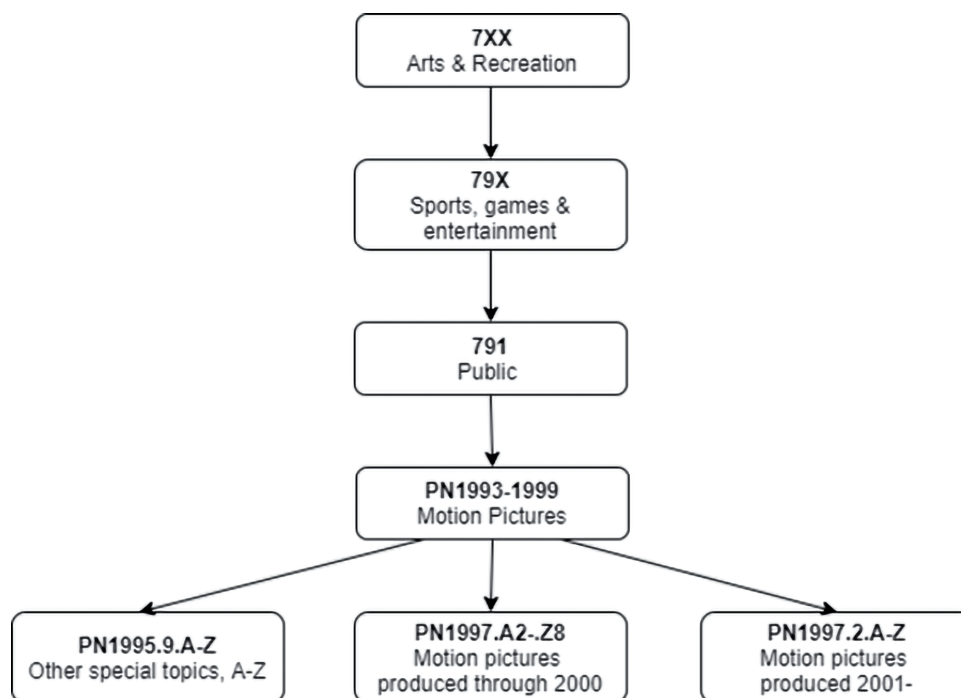 7XX
Arts & Recreation
79X
Sports, games &
entertainment
791
Public
PN1993-1999
Motion Pictures
PN1995.9.A-Z
Other special topics, A-Z
PN1997.A2-.Z8
Motion pictures
produced through 2000
PN1997.2.A-Z
Motion pictures
produced 2001-